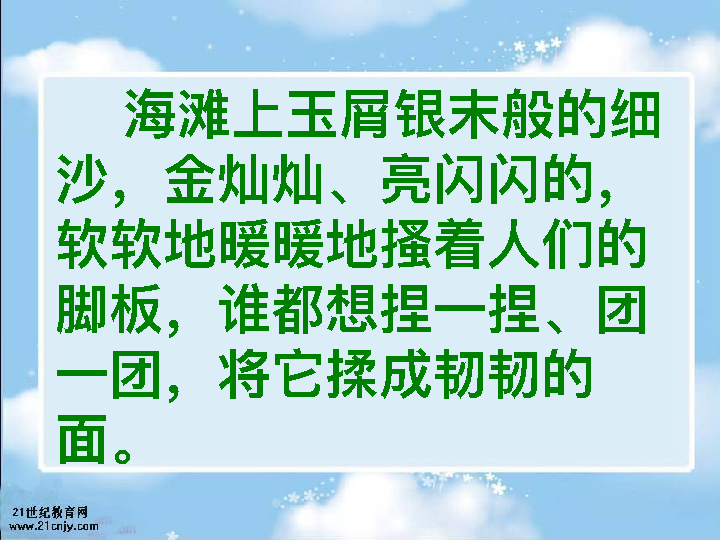 海滩上玉屑银末般的细
沙，金灿灿、亮闪闪的，
软软地暖暖地搔着人们的
脚板，谁都想捏一捏、团
一团，将它揉成韧韧的
面。
21世纪教育网
www.21cnjy.com